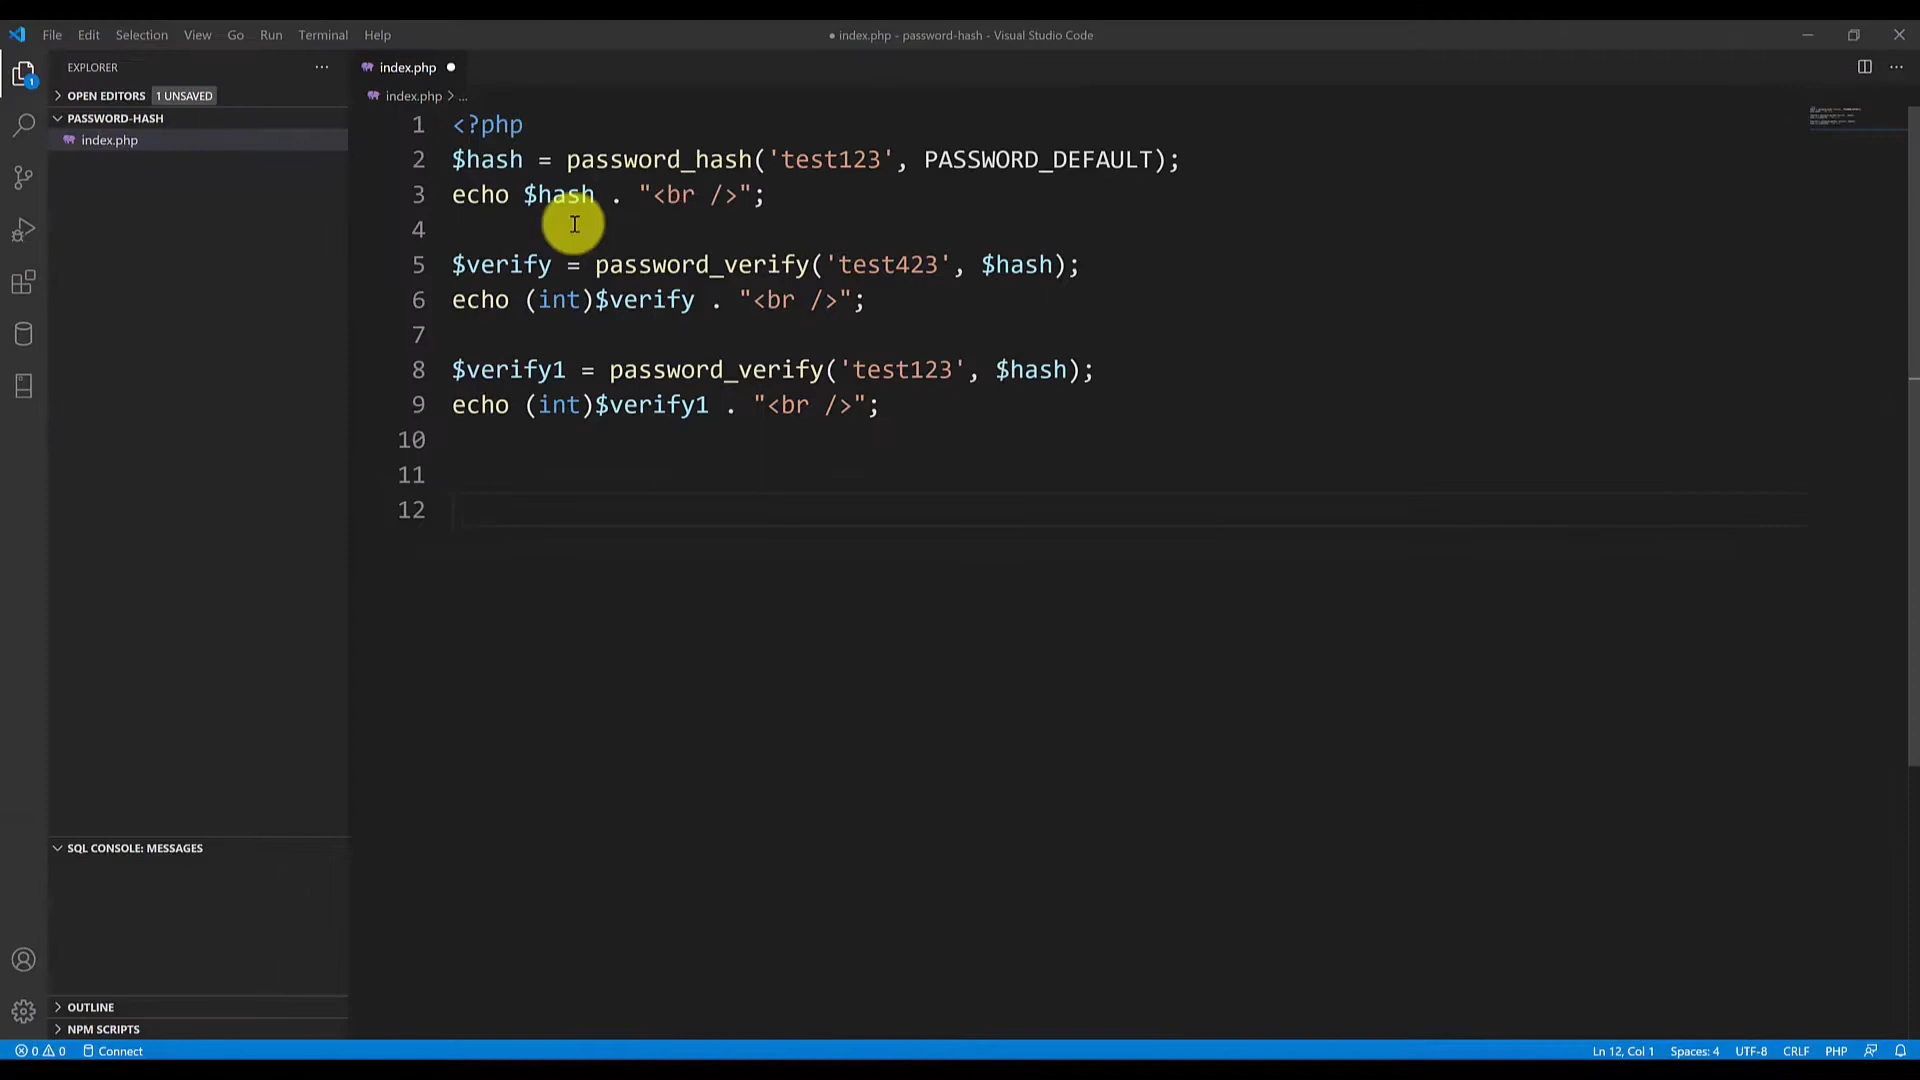 File Edit Selection View Go Run Terminal Help
● index.php - password-hash - Visual Studio Code
EXPLORER
OPEN EDITORS 1 UNSAVED
PASSWORD-HASH
index.php
1
index.php ●
index.php > ...
1 <?php
2 $hash = password_hash('test123', PASSWORD_DEFAULT);
3 echo $hash . "<br />";
4
5 $verify = password_verify('test423', $hash);
6 echo (int)$verify . "<br />";
7
8 $verify1 = password_verify('test123', $hash);
9 echo (int)$verify1 . "<br />";
10
11
12
SQL CONSOLE: MESSAGES
OUTLINE
NPM SCRIPTS
0 0 Connect
Ln 12, Col 1 Spaces: 4 UTF-8 CRLF PHP